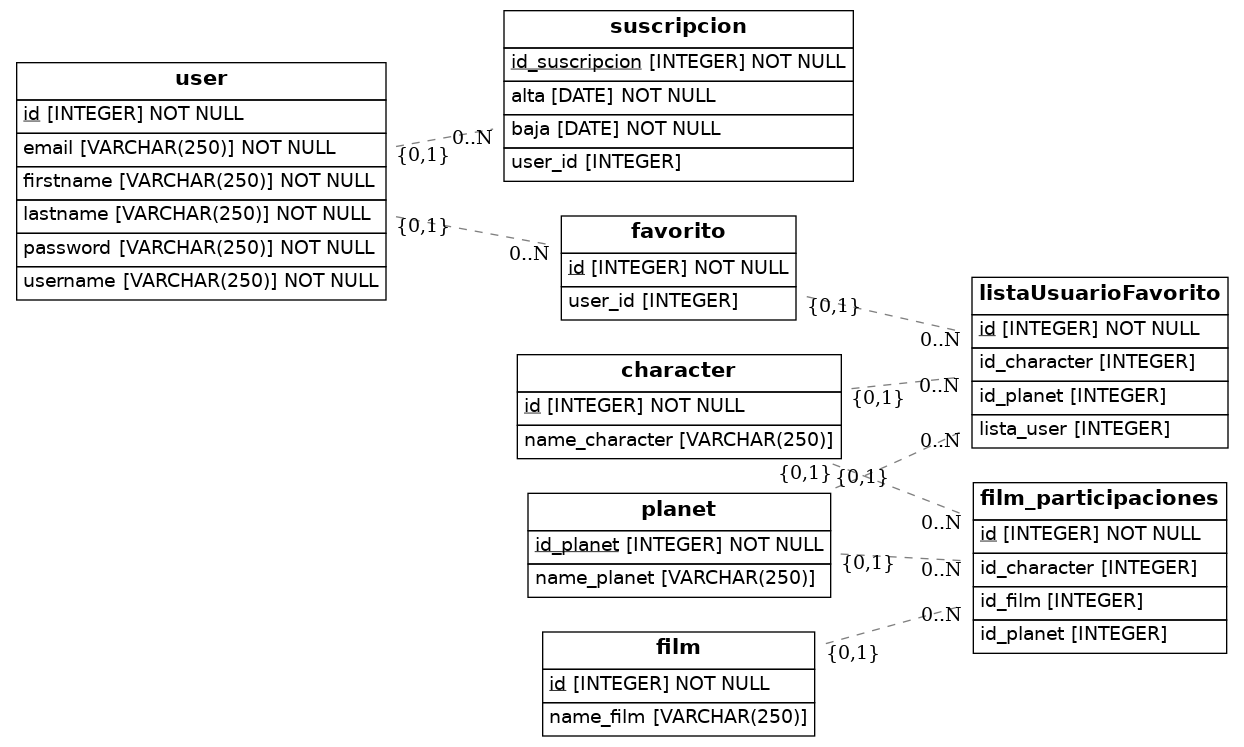 user
id [INTEGER] NOT NULL
email [VARCHAR(250)] NOT NULL
firstname [VARCHAR(250)] NOT NULL
lastname [VARCHAR(250)] NOT NULL
password [VARCHAR(250)] NOT NULL
username [VARCHAR(250)] NOT NULL
{0,1}
0..N
{0,1}
0..N
suscripcion
id_suscripcion [INTEGER] NOT NULL
alta [DATE] NOT NULL
baja [DATE] NOT NULL
user_id [INTEGER]
favorito
id [INTEGER] NOT NULL
user_id [INTEGER]
{0,1}
0..N
character
id [INTEGER] NOT NULL
name_character [VARCHAR(250)]
{0,1}
0..N
{0,1}
0..N
planet
id_planet [INTEGER] NOT NULL
name_planet [VARCHAR(250)]
{0,1}
0..N
{0,1}
0..N
film
id [INTEGER] NOT NULL
name_film [VARCHAR(250)]
{0,1}
0..N
listaUsuarioFavorito
id [INTEGER] NOT NULL
id_character [INTEGER]
id_planet [INTEGER]
lista_user [INTEGER]
film_participaciones
id [INTEGER] NOT NULL
id_character [INTEGER]
id_film [INTEGER]
id_planet [INTEGER]